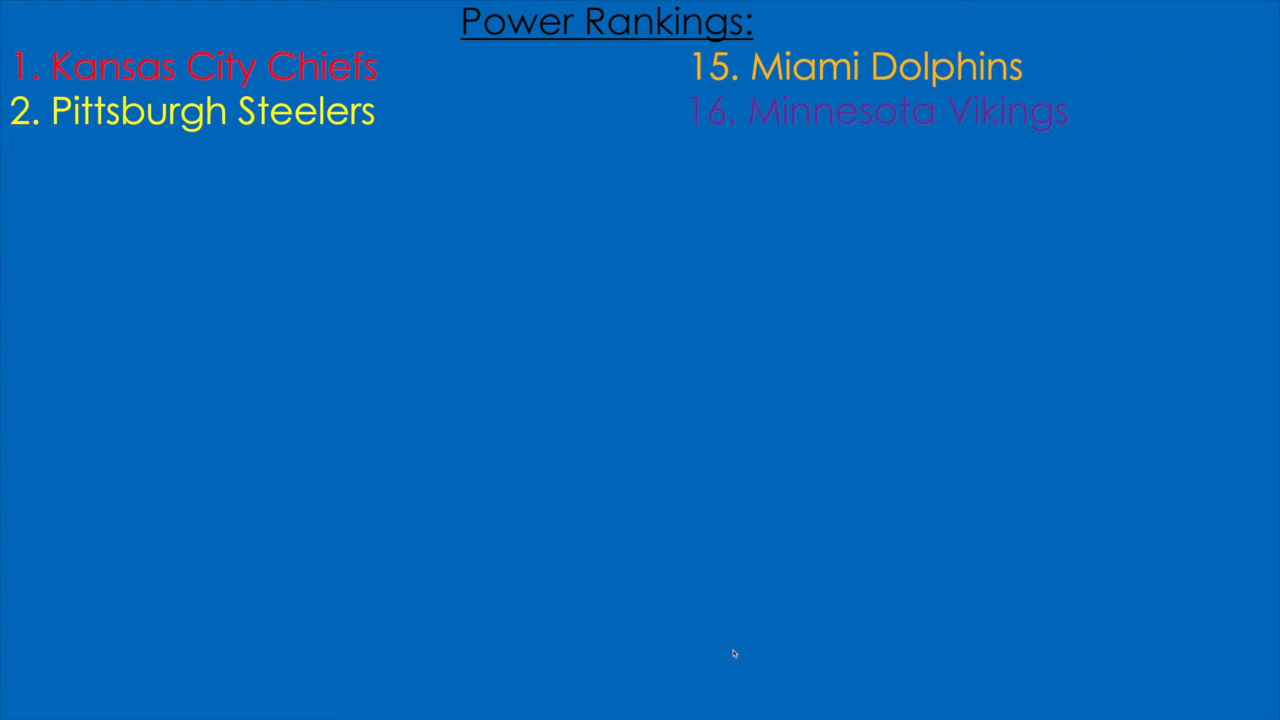 Power Rankings:
1. Kansas City Chiefs
2. Pittsburgh Steelers
15. Miami Dolphins
16. Minnesota Vikings